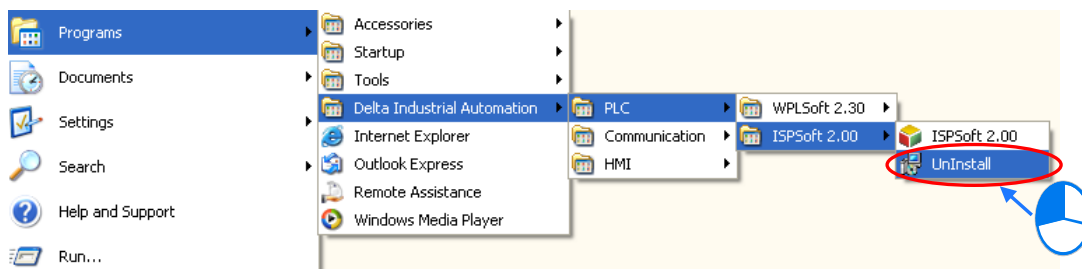 Programs
Documents
Settings
Search
Help and Support
Run...
Accessories
Startup
Tools
Delta Industrial Automation
Internet Explorer
Outlook Express
Remote Assistance
Windows Media Player
PLC
Communication
HMI
WPLSoft 2.30
ISPSoft 2.00
ISPSoft 2.00
UnInstall